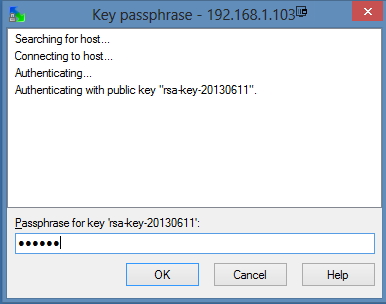 Key passphrase - 192.168.1.103
Searching for host...
Connecting to host...
Authenticating...
Authenticating with public key "rsa-key-20130611".
Passphrase for key 'rsa-key-20130611':
●●●●●●
OK Cancel Help